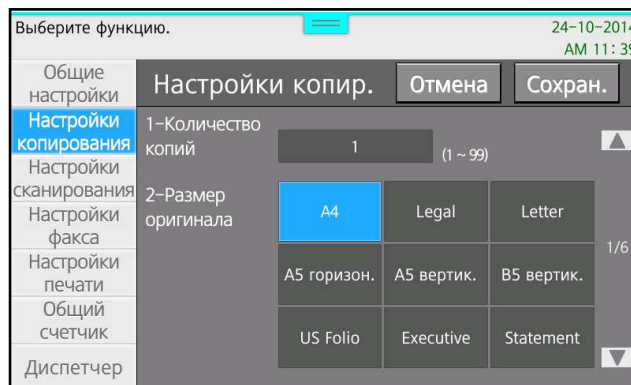 Выберите функцию.
24-10-2014
AM 11:39
Общие
настройки
Настройки копир.
Отмена
Сохран.
Настройки
копирования
1-Количество
копий
1
(1 ~ 99)
Настройки
сканирования
2-Размер
оригинала
A4
Legal
Letter
Настройки
факса
1/6
Настройки
печати
A5 горизон.
A5 вертик.
B5 вертик.
Общий
счетчик
US Folio
Executive
Statement
Диспетчер